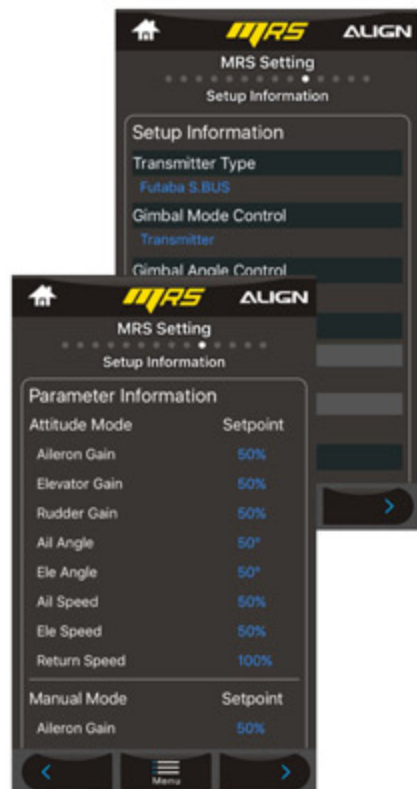 MRS ALIGN
MRS Setting
Setup Information
Setup Information
Transmitter Type
Futaba S.BUS
Gimbal Mode Control
Transmitter
Gimbal Angle Control
MRS ALIGN
MRS Setting
Setup Information
Parameter Information
Attitude Mode Setpoint
Aileron Gain 50%
Elevator Gain 50%
Rudder Gain 50%
Ail Angle 50°
Ele Angle 50°
Ail Speed 50%
Ele Speed 50%
Return Speed 100%
Manual Mode Setpoint
Aileron Gain 50%
Menu